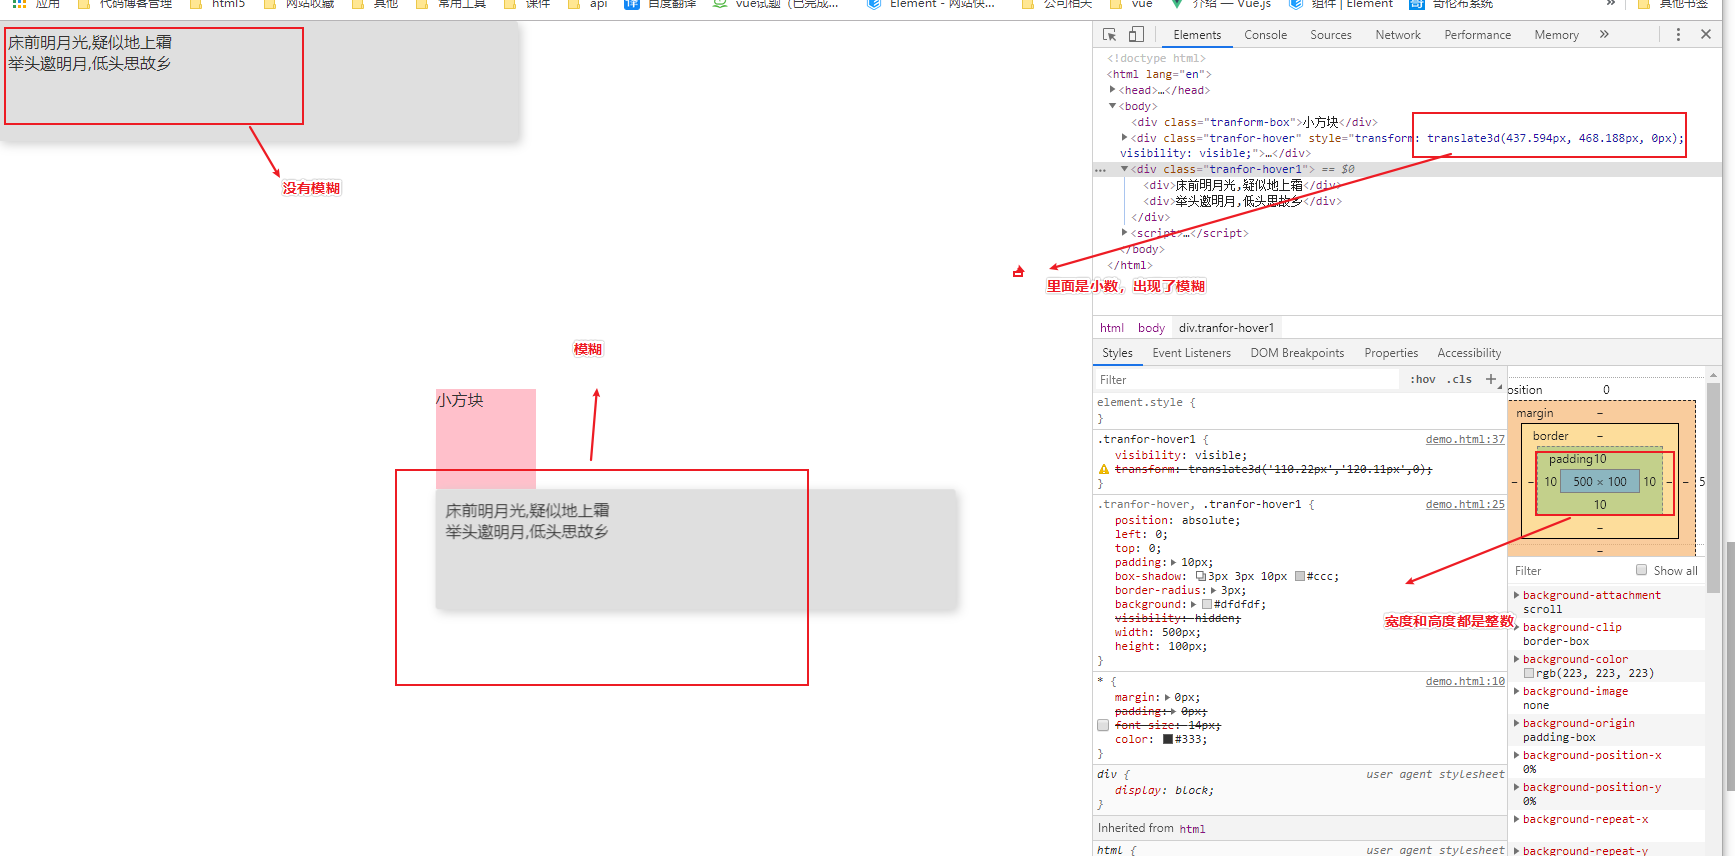 应用 代码博客管理 html5 网站收藏 其他 常用工具 课件 api 百度翻译 vue试题（已完成... Element - 网站快... 公司相关 vue 介绍 — Vue.js 组件 | Element 奇伦布系统 » 其他书签
床前明月光,疑似地上霜
举头邀明月,低头思故乡
没有模糊
模糊
小方块
床前明月光,疑似地上霜
举头邀明月,低头思故乡
Elements Console Sources Network Performance Memory »
<!doctype html>
<html lang="en">
<head>…</head>
<body>
<div class="tranform-box">小方块</div>
<div class="tranfor-hover" style="transform: translate3d(437.594px, 468.188px, 0px);
visibility: visible;">…</div>
<div class="tranfor-hover1"> == $0
<div>床前明月光,疑似地上霜</div>
<div>举头邀明月,低头思故乡</div>
</div>
<script>…</script>
</body>
</html>
里面是小数，出现了模糊
html body div.tranfor-hover1
Styles Event Listeners DOM Breakpoints Properties Accessibility
Filter :hov .cls +
element.style {
}
.tranfor-hover1 { demo.html:37
visibility: visible;
transform: translate3d('110.22px','120.11px',0);
}
.tranfor-hover, .tranfor-hover1 { demo.html:25
position: absolute;
left: 0;
top: 0;
padding: 10px;
box-shadow: 3px 3px 10px #ccc;
border-radius: 3px;
background: #dfdfdf;
visibility: hidden;
width: 500px;
height: 100px;
}
* { demo.html:10
margin: 0px;
padding: 0px;
font-size: 14px;
color: #333;
}
div { user agent stylesheet
display: block;
}
Inherited from html
html { user agent stylesheet
osition 0
margin –
border –
padding10
– – 10 500 × 100 10 – – 5
10
–
–
宽度和高度都是整数
Filter Show all
background-attachment
scroll
background-clip
border-box
background-color
rgb(223, 223, 223)
background-image
none
background-origin
padding-box
background-position-x
0%
background-position-y
0%
background-repeat-x
background-repeat-y